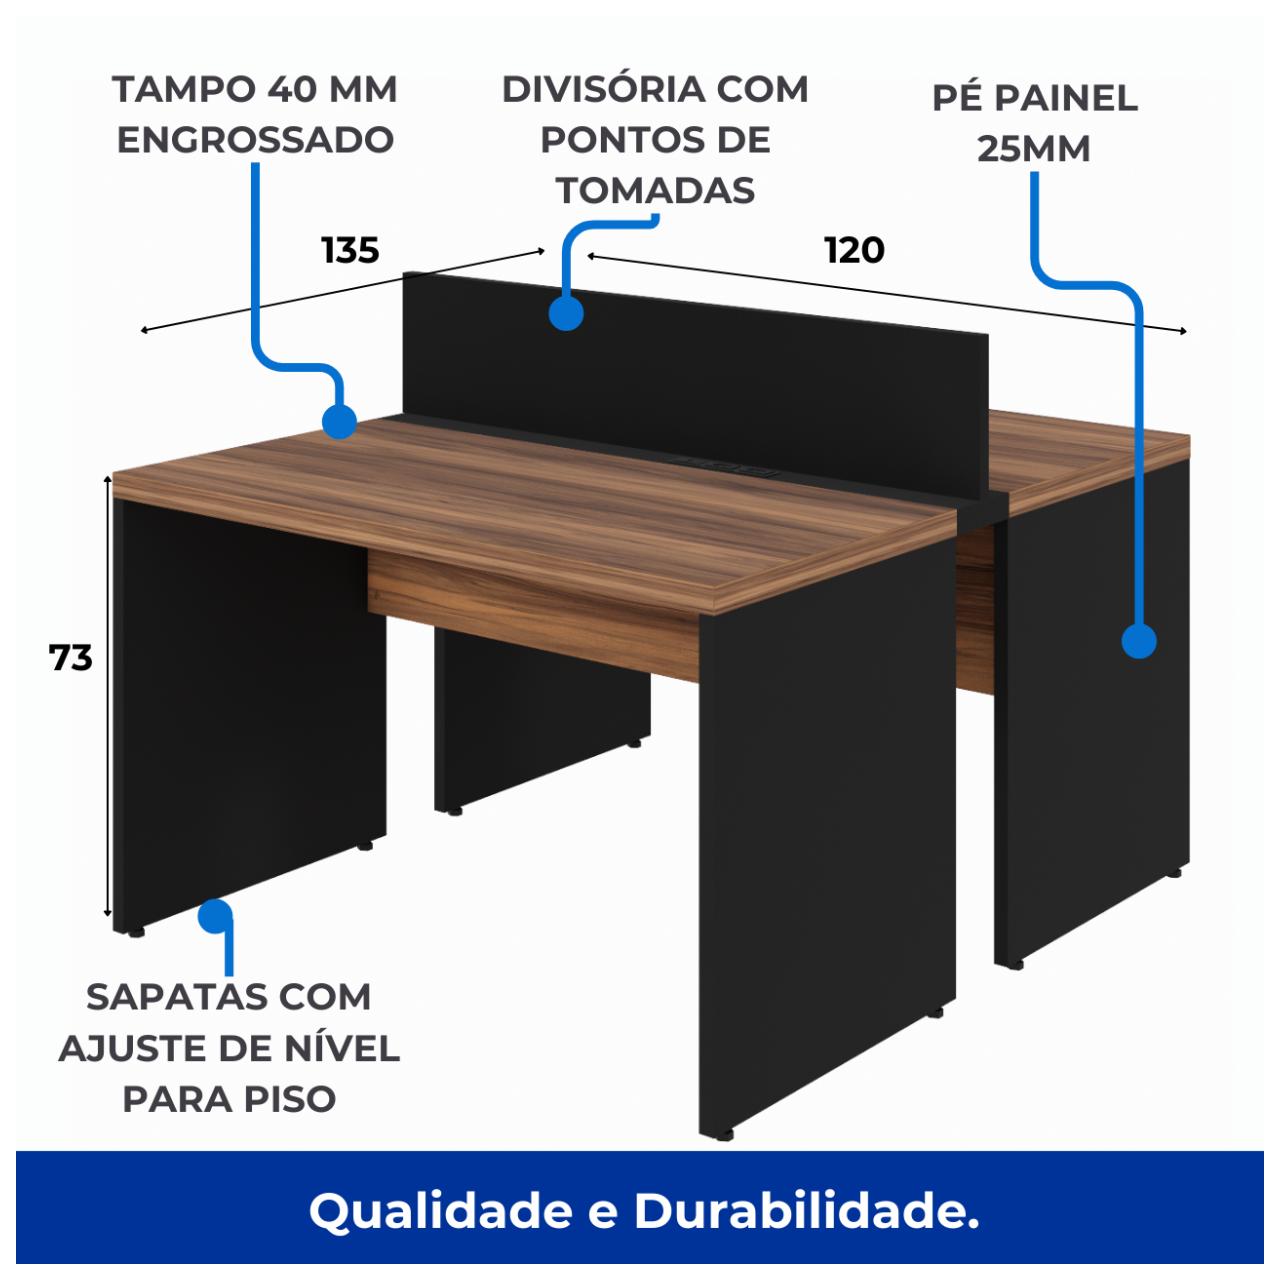 TAMPO 40 MM
ENGROSSADO
DIVISÓRIA COM
PONTOS DE
TOMADAS
PÉ PAINEL
25MM
135
120
73
SAPATAS COM
AJUSTE DE NÍVEL
PARA PISO
Qualidade e Durabilidade.